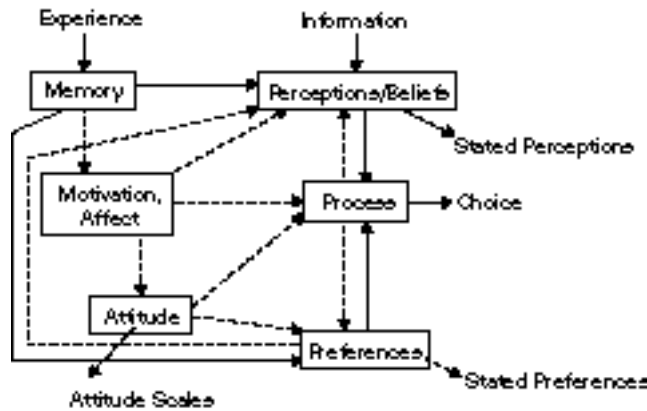 Experience
Information
Memory
Perceptions/Beliefs
Stated Perceptions
Motivation,
Affect
Process
Choice
Attitude
Preferences
Attitude Scales
Stated Preferences